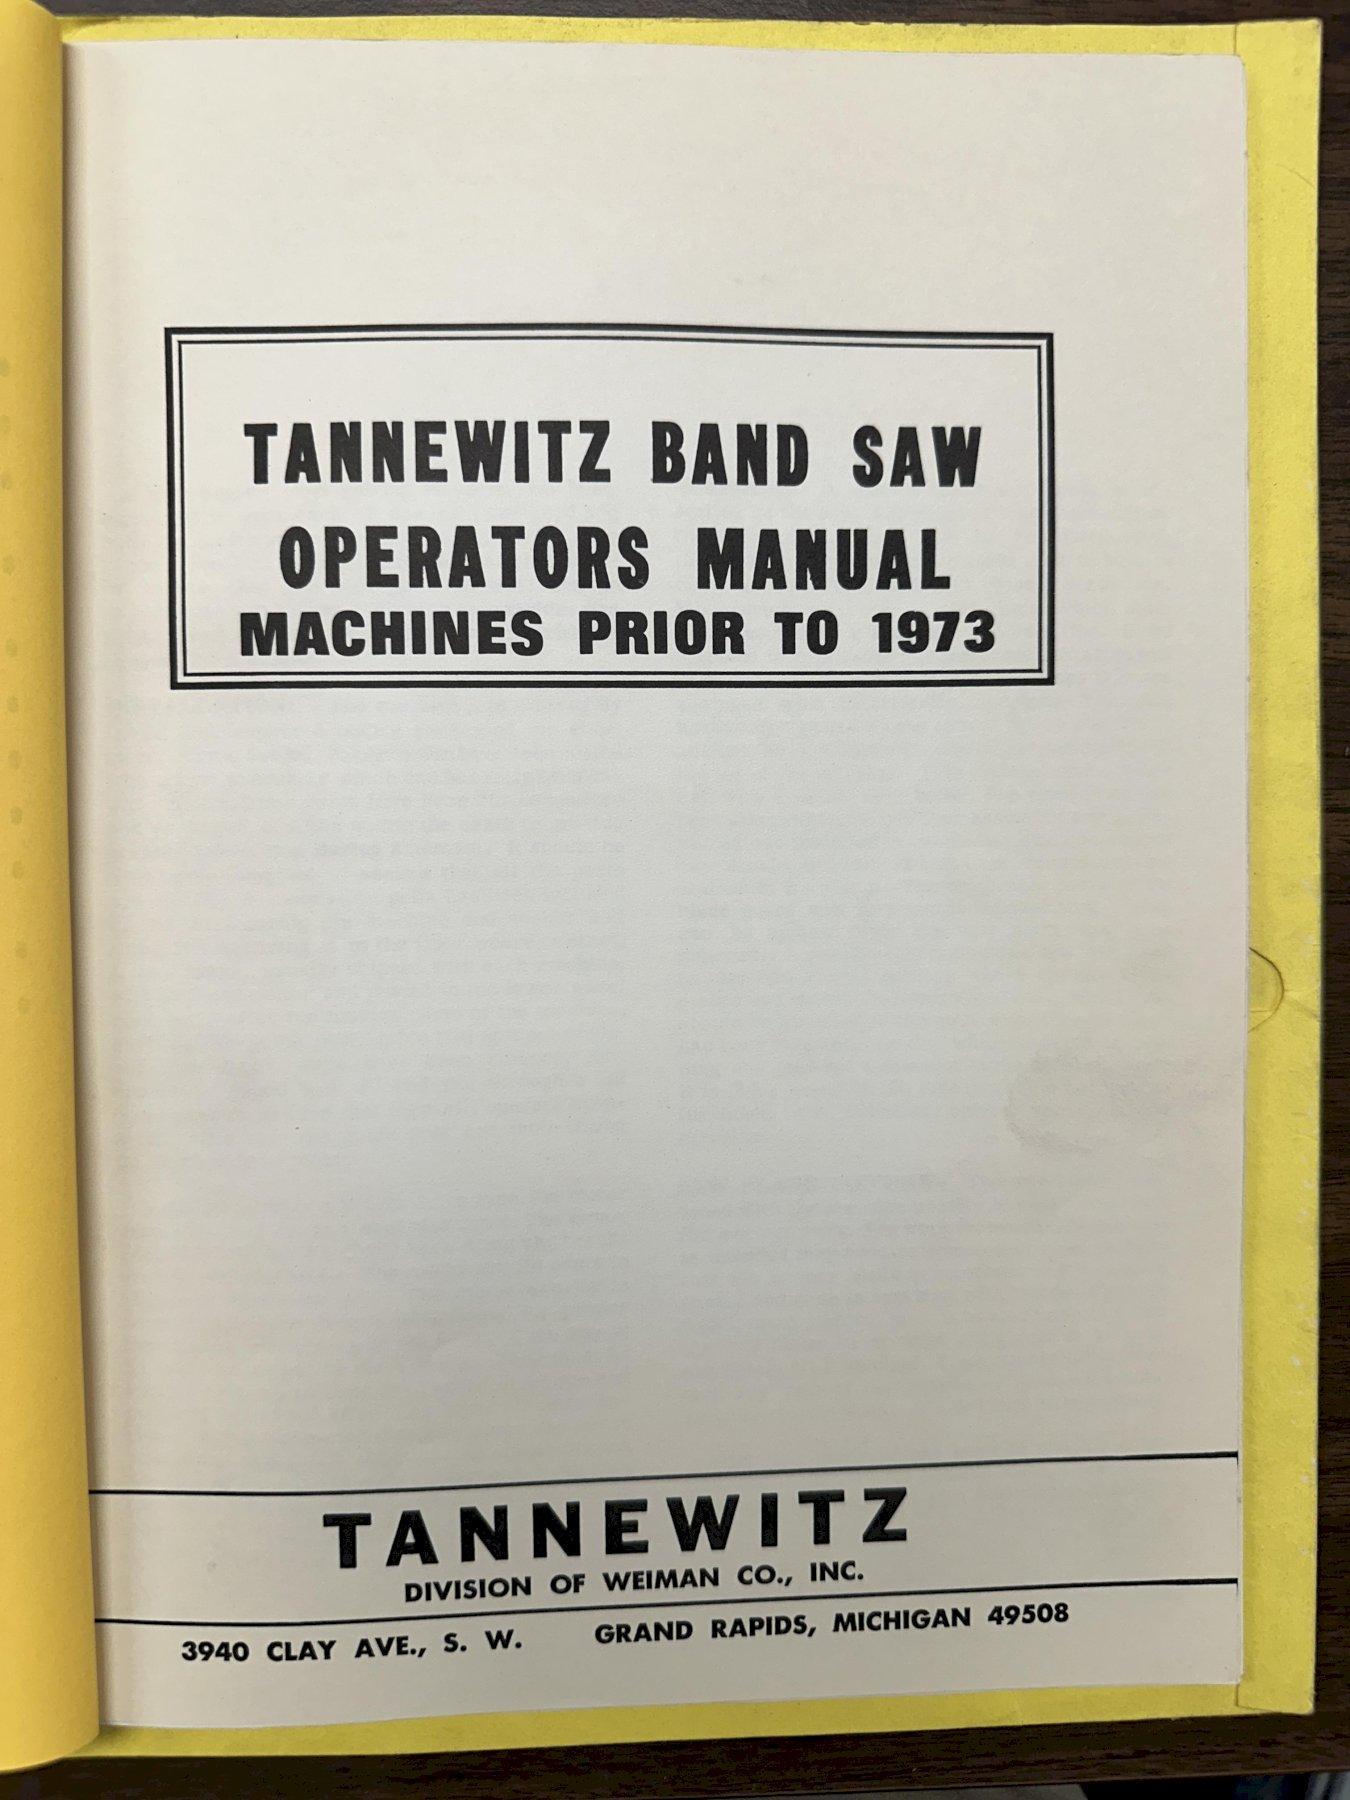 TANNEWITZ BAND SAW
OPERATORS MANUAL
MACHINES PRIOR TO 1973
TANNEWITZ
DIVISION OF WEIMAN CO., INC.
3940 CLAY AVE., S. W. GRAND RAPIDS, MICHIGAN 49508